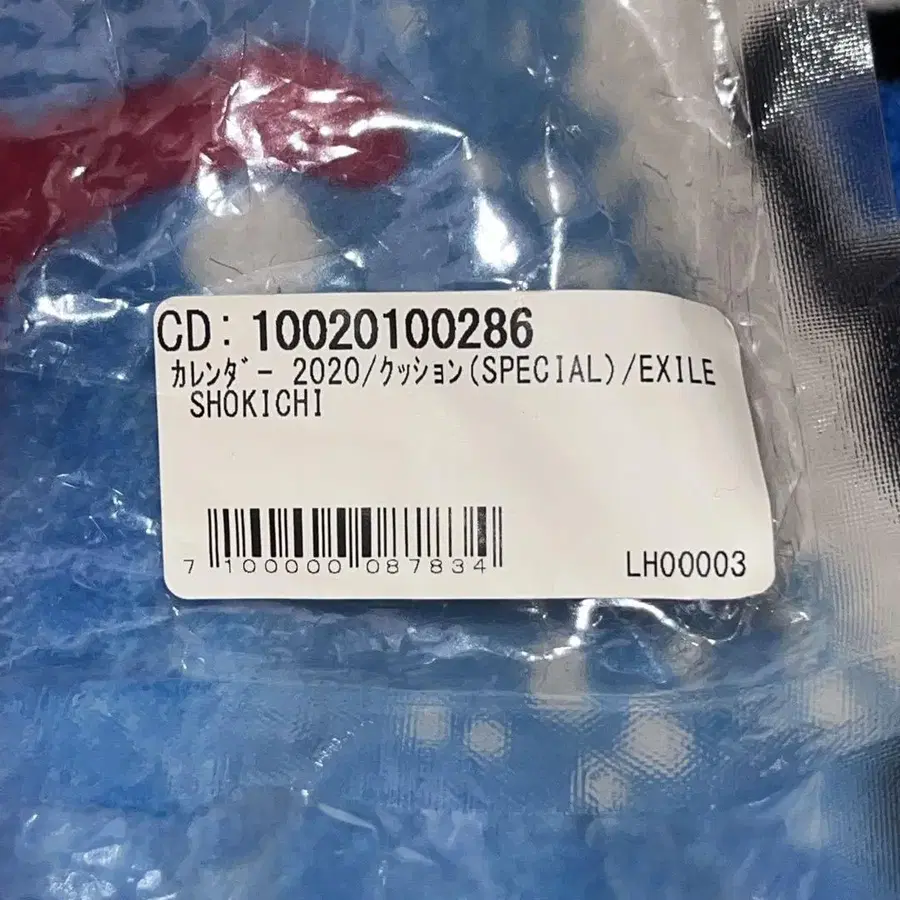 CD: 10020100286
ｶﾚﾝﾀﾞｰ 2020/ｸｯｼｮﾝ(SPECIAL)/EXILE
SHOKICHI
7 100000 087834
LH00003